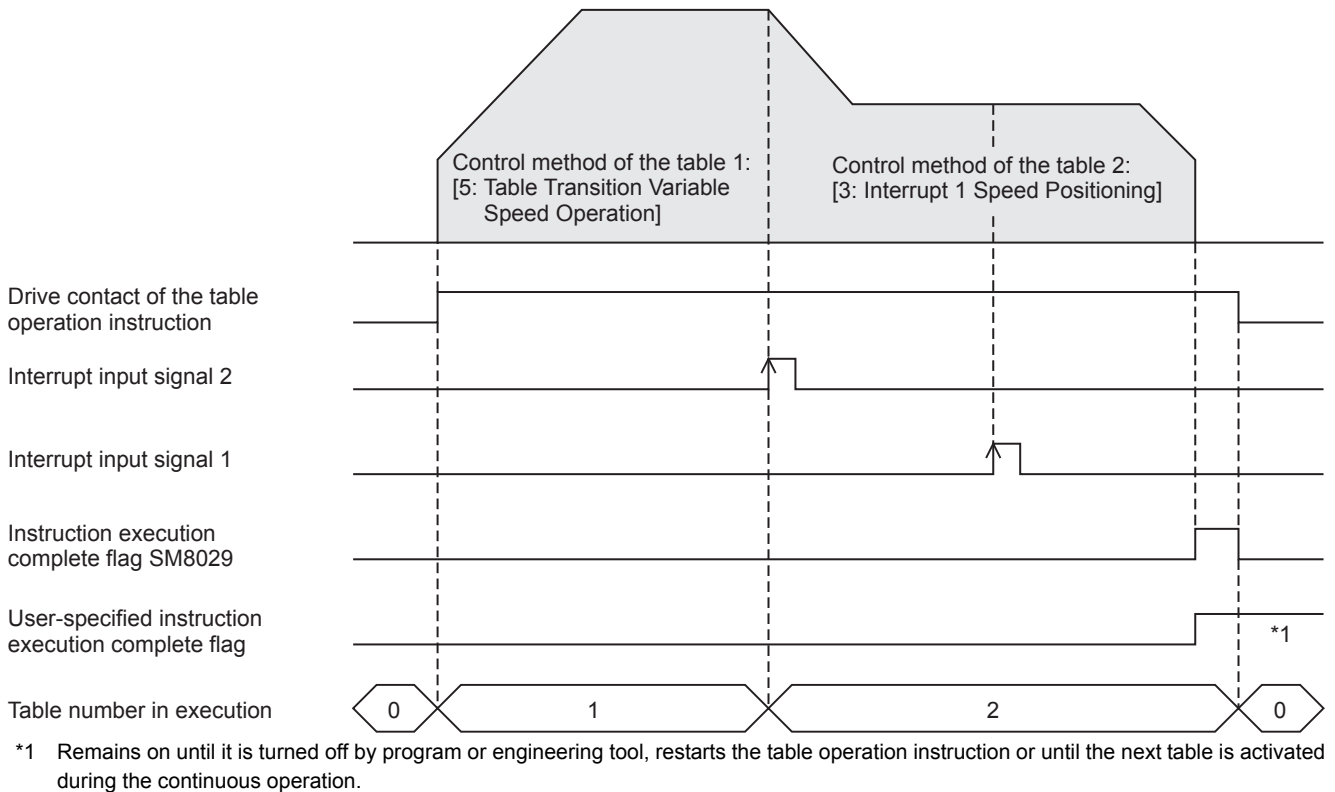 Control method of the table 1:
[5: Table Transition Variable
Speed Operation]
Control method of the table 2:
[3: Interrupt 1 Speed Positioning]
Drive contact of the table
operation instruction
Interrupt input signal 2
Interrupt input signal 1
Instruction execution
complete flag SM8029
User-specified instruction
execution complete flag
*1
Table number in execution
0
1
2
0
*1 Remains on until it is turned off by program or engineering tool, restarts the table operation instruction or until the next table is activated
during the continuous operation.